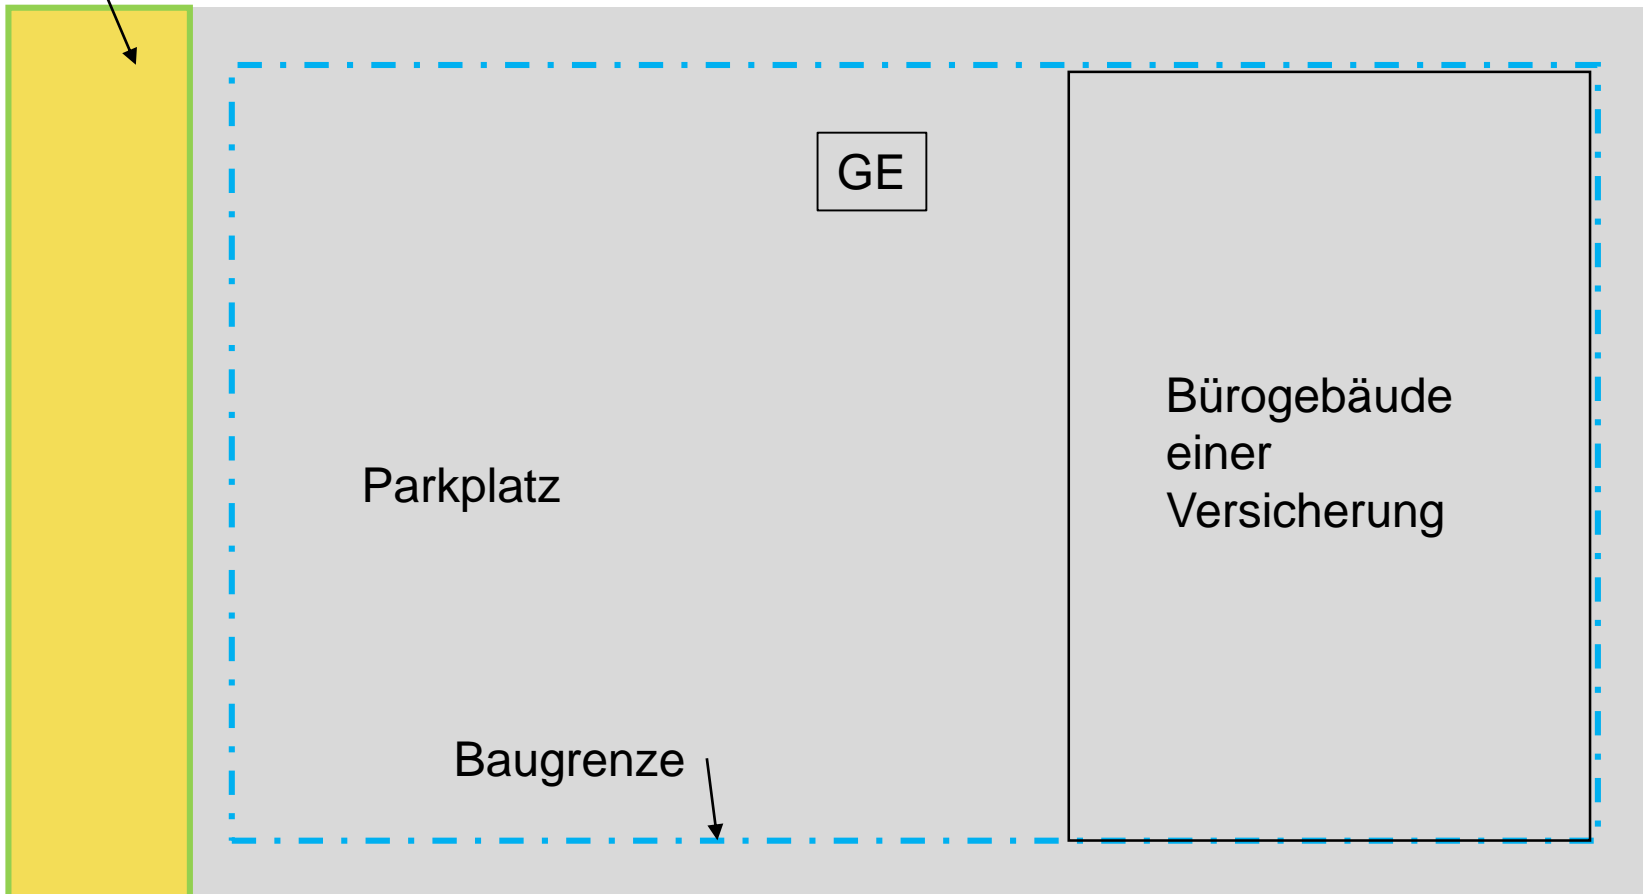 GE
Bürogebäude
einer
Versicherung
Parkplatz
Baugrenze